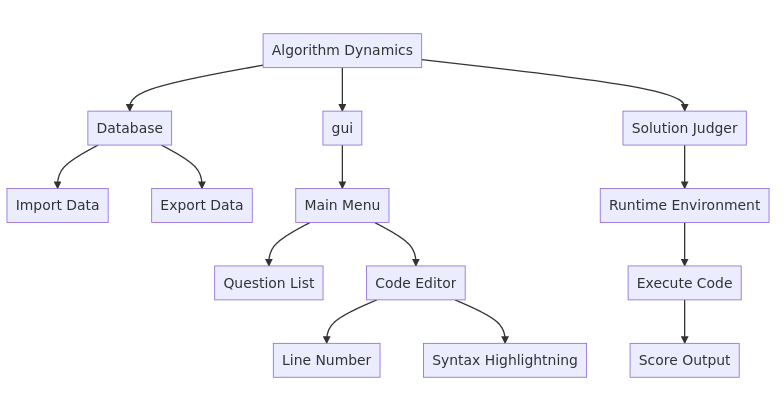 Algorithm Dynamics
Database
gui
Solution Judger
Import Data
Export Data
Main Menu
Runtime Environment
Question List
Code Editor
Execute Code
Line Number
Syntax Highlightning
Score Output